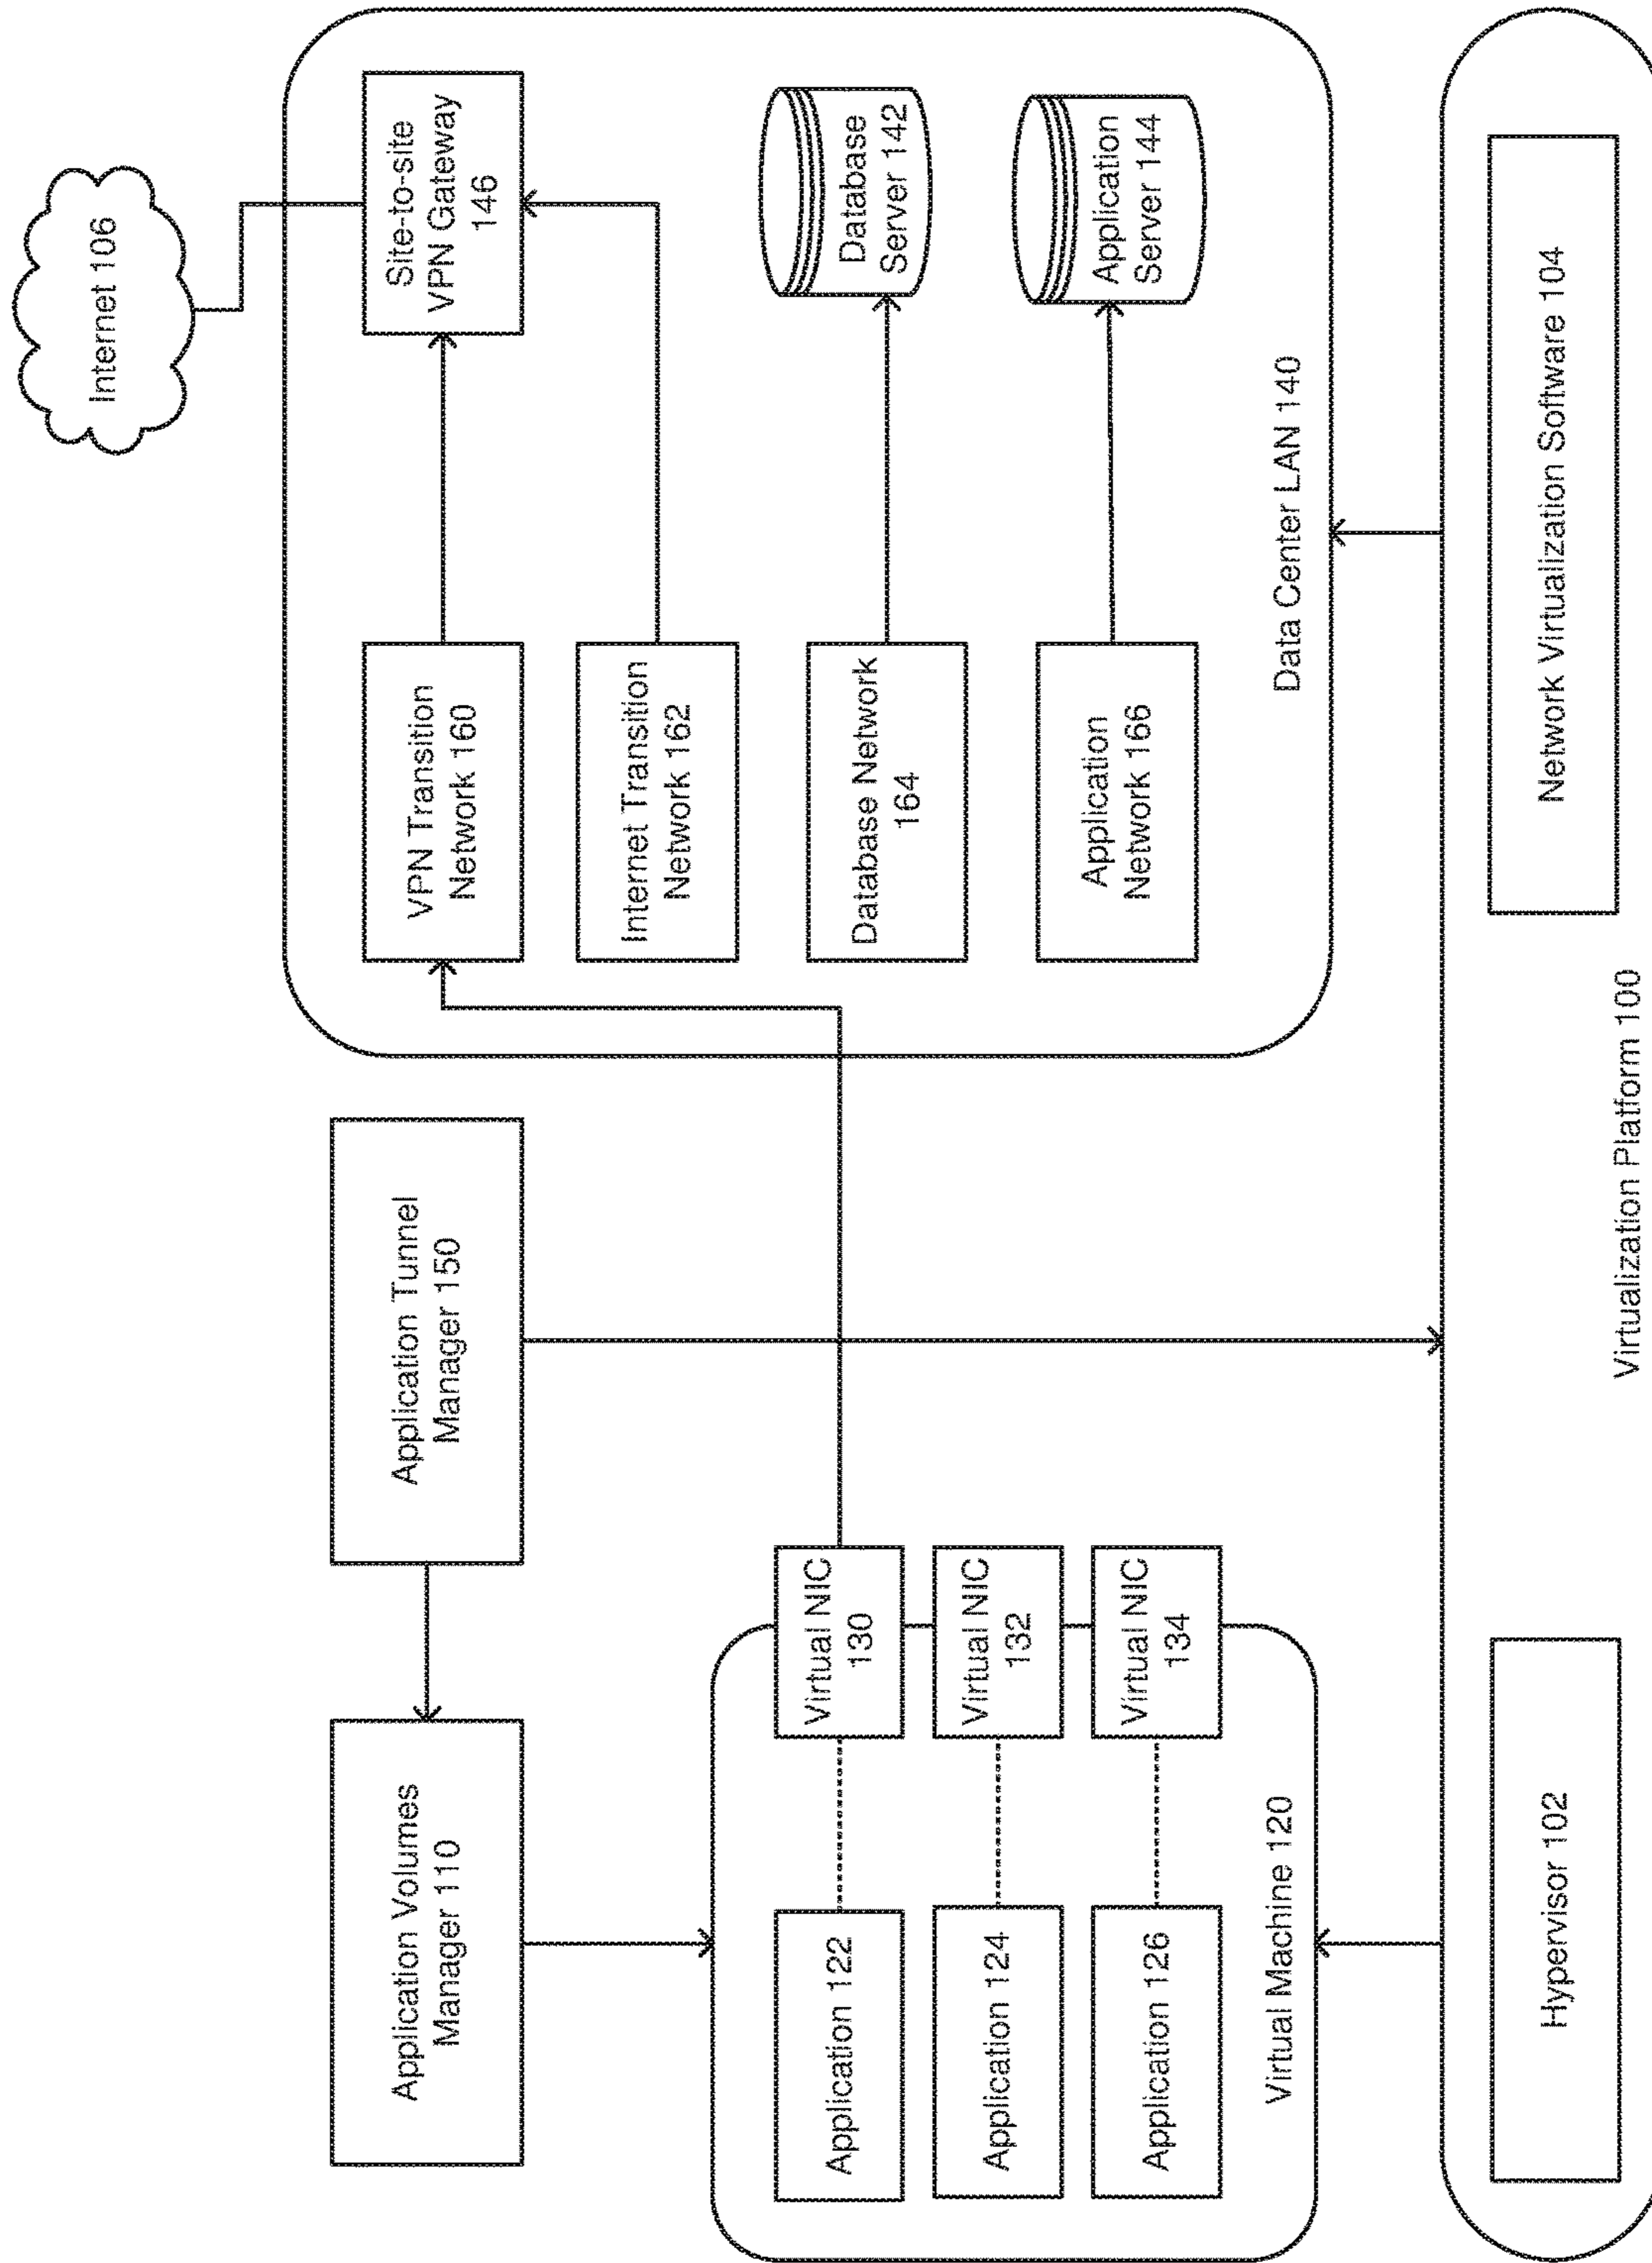 Internet 106
Application Volumes
Manager 110
Application Tunnel
Manager 150
VPN Transition
Network 160
Site-to-site
VPN Gateway
146
Internet Transition
Network 162
Application 122
Virtual NIC
130
Database Network
164
Database
Server 142
Application 124
Virtual NIC
132
Application 126
Virtual NIC
134
Application
Network 166
Application
Server 144
Virtual Machine 120
Data Center LAN 140
Hypervisor 102
Network Virtualization Software 104
Virtualization Platform 100